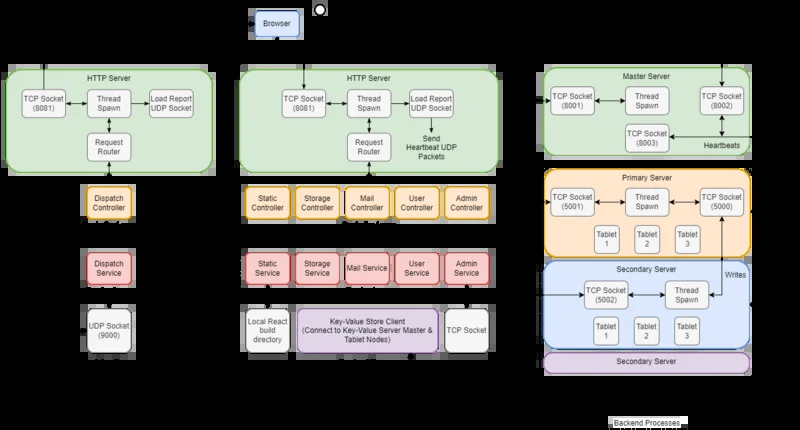 Browser
HTTP Server
TCP Socket
(8081)
Thread
Spawn
Load Report
UDP Socket
Request
Router
Dispatch
Controller
Dispatch
Service
UDP Socket
(9000)
HTTP Server
TCP Socket
(8081)
Thread
Spawn
Load Report
UDP Socket
Request
Router
Send
Heartbeat UDP
Packets
Static
Controller
Storage
Controller
Mail
Controller
User
Controller
Admin
Controller
Static
Service
Storage
Service
Mail Service
User
Service
Admin
Service
Local React
build
directory
Key-Value Store Client
(Connect to Key-Value Server Master &
Tablet Nodes)
TCP Socket
Master Server
TCP Socket
(8001)
Thread
Spawn
TCP Socket
(8002)
TCP Socket
(8003)
Heartbeats
Primary Server
TCP Socket
(5001)
Thread
Spawn
TCP Socket
(5000)
Tablet
1
Tablet
2
Tablet
3
Secondary Server
Writes
TCP Socket
(5002)
Thread
Spawn
Tablet
1
Tablet
2
Tablet
3
Secondary Server
Backend Processes